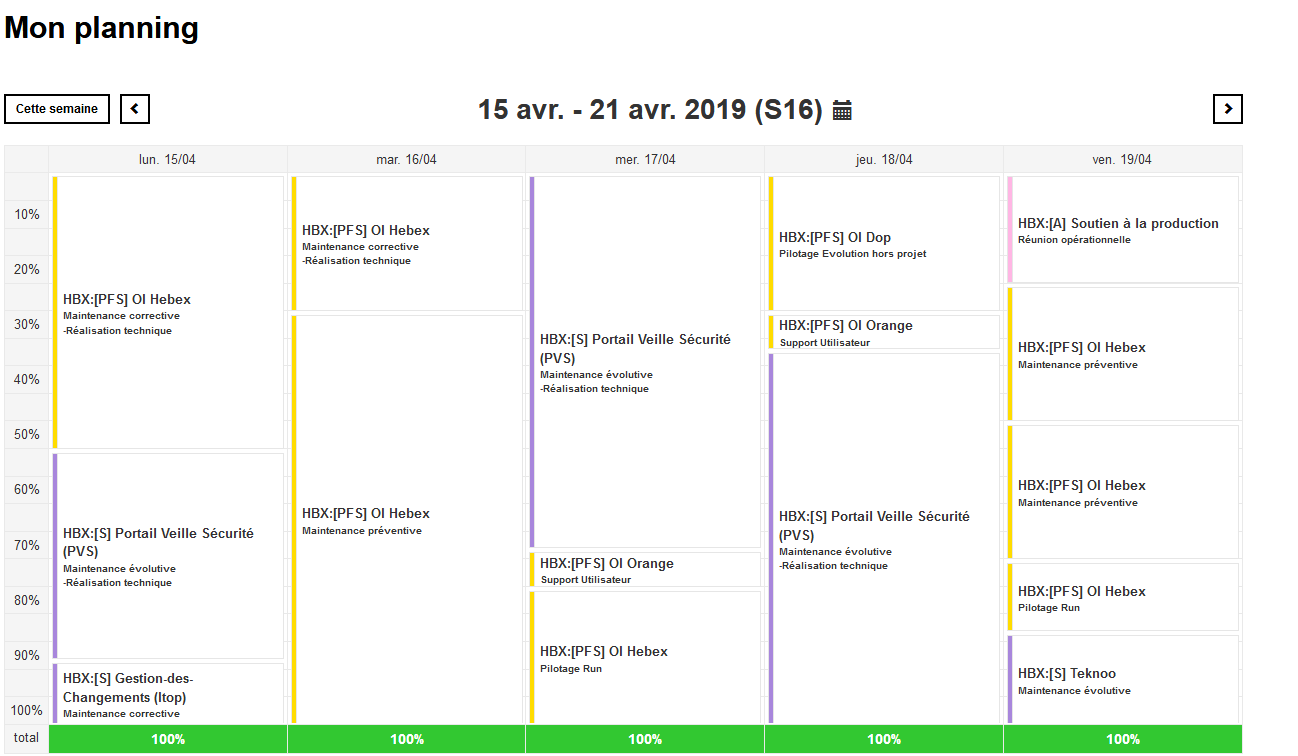 Mon planning
Cette semaine
15 avr. - 21 avr. 2019 (S16)
lun. 15/04
mar. 16/04
mer. 17/04
jeu. 18/04
ven. 19/04
10%
20%
30%
40%
50%
60%
70%
80%
90%
100%
HBX:[PFS] OI Hebex
Maintenance corrective
-Réalisation technique
HBX:[S] Portail Veille Sécurité
(PVS)
Maintenance évolutive
-Réalisation technique
HBX:[S] Gestion-des-
Changements (Itop)
Maintenance corrective
HBX:[PFS] OI Hebex
Maintenance corrective
-Réalisation technique
HBX:[PFS] OI Hebex
Maintenance préventive
HBX:[S] Portail Veille Sécurité
(PVS)
Maintenance évolutive
-Réalisation technique
HBX:[PFS] OI Orange
Support Utilisateur
HBX:[PFS] OI Hebex
Pilotage Run
HBX:[PFS] OI Dop
Pilotage Evolution hors projet
HBX:[PFS] OI Orange
Support Utilisateur
HBX:[S] Portail Veille Sécurité
(PVS)
Maintenance évolutive
-Réalisation technique
HBX:[A] Soutien à la production
Réunion opérationnelle
HBX:[PFS] OI Hebex
Maintenance préventive
HBX:[PFS] OI Hebex
Maintenance préventive
HBX:[PFS] OI Hebex
Pilotage Run
HBX:[S] Teknoo
Maintenance évolutive
total
100%
100%
100%
100%
100%